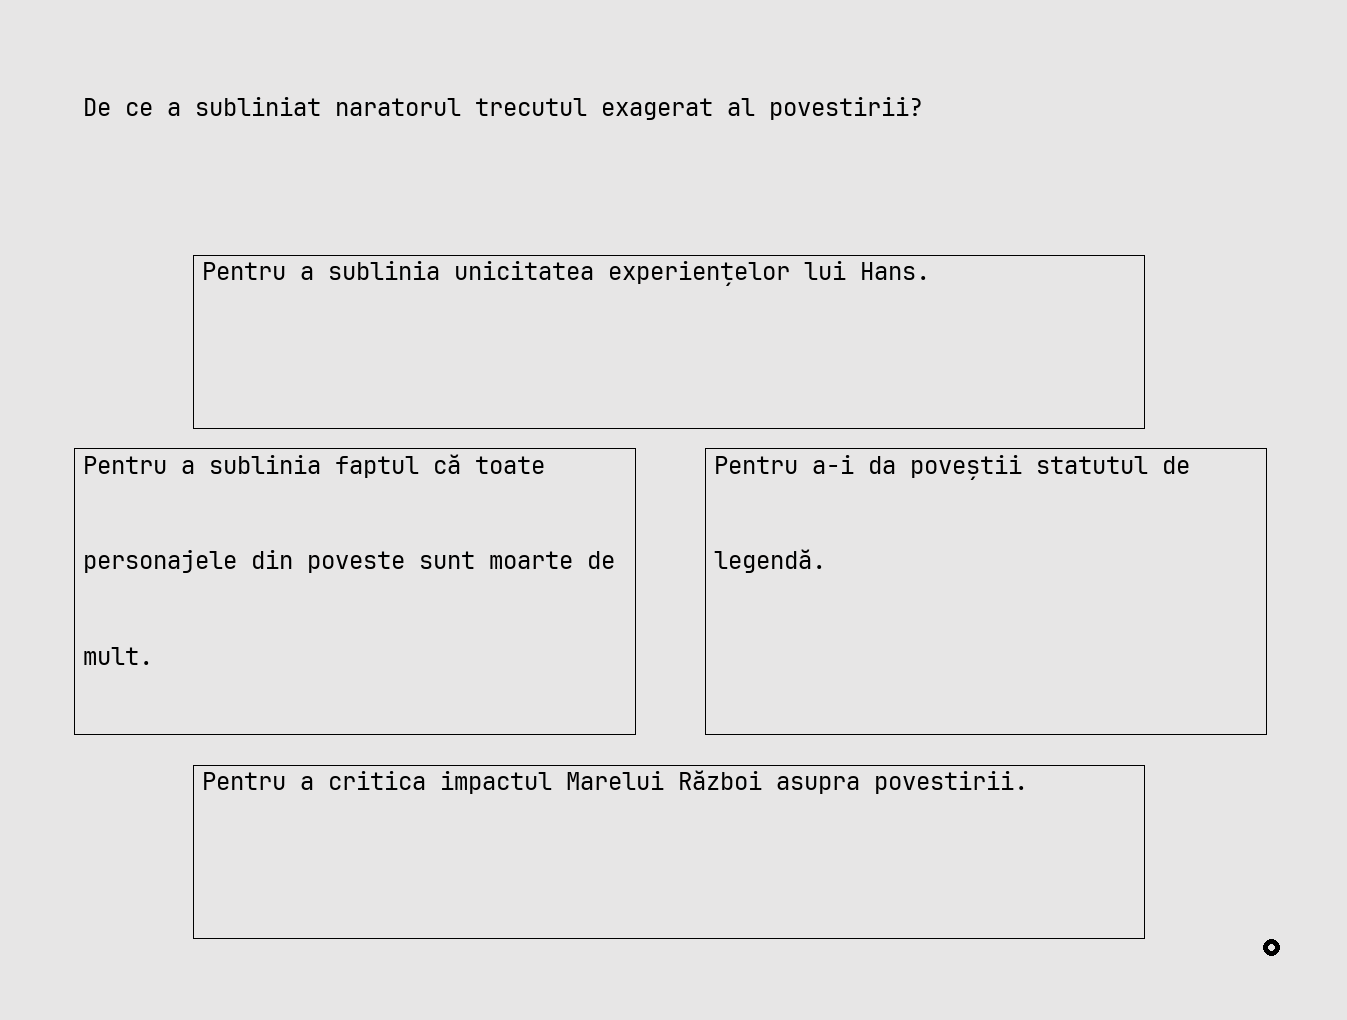 De ce a subliniat naratorul trecutul exagerat al povestirii?
Pentru a sublinia unicitatea experiențelor lui Hans.
Pentru a sublinia faptul că toate
personajele din poveste sunt moarte de
mult.
Pentru a-i da poveștii statutul de
legendă.
Pentru a critica impactul Marelui Război asupra povestirii.